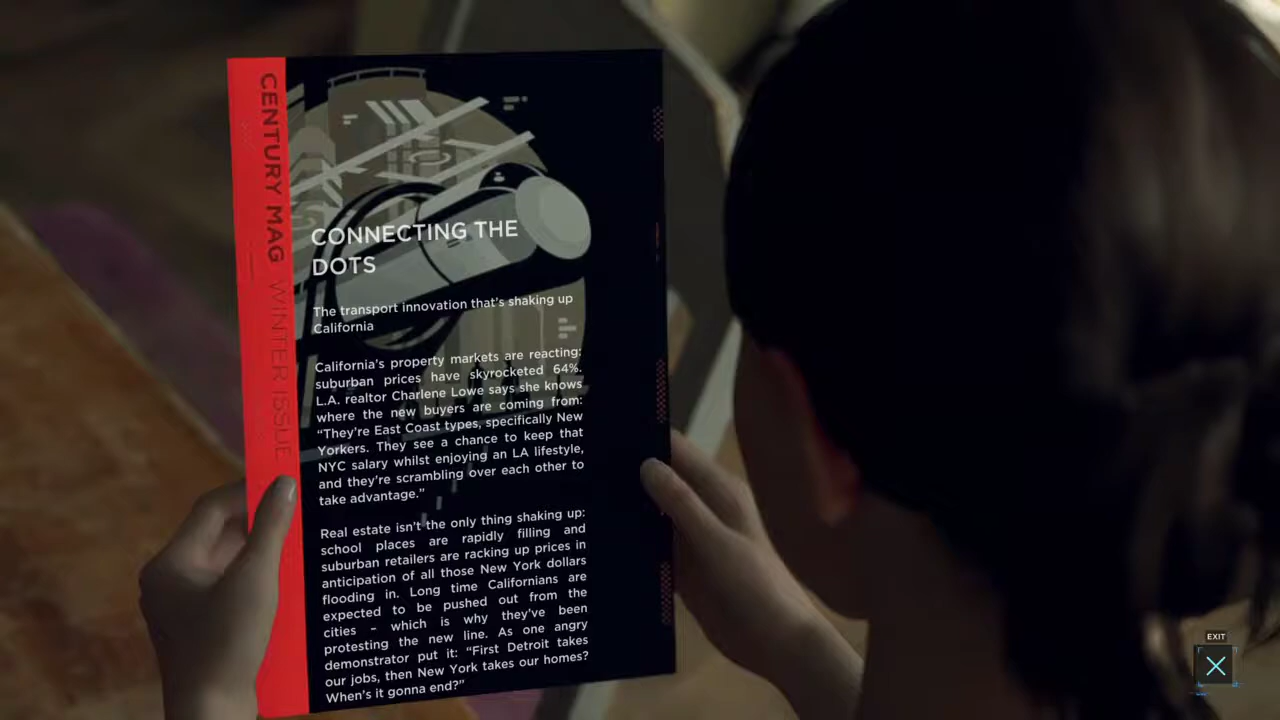 CENTURY MAG WINTER ISSUE
CONNECTING THE
DOTS
The transport innovation that's shaking up
California
California's property markets are reacting:
suburban prices have skyrocketed 64%.
L.A. realtor Charlene Lowe says she knows
where the new buyers are coming from:
“They're East Coast types, specifically New
Yorkers. They see a chance to keep that
NYC salary whilst enjoying an LA lifestyle,
and they're scrambling over each other to
take advantage.”
Real estate isn't the only thing shaking up:
school places are rapidly filling and
suburban retailers are racking up prices in
anticipation of all those New York dollars
flooding in. Long time Californians are
expected to be pushed out from the
cities – which is why they've been
protesting the new line. As one angry
demonstrator put it: “First Detroit takes
our jobs, then New York takes our homes?
When's it gonna end?”
EXIT